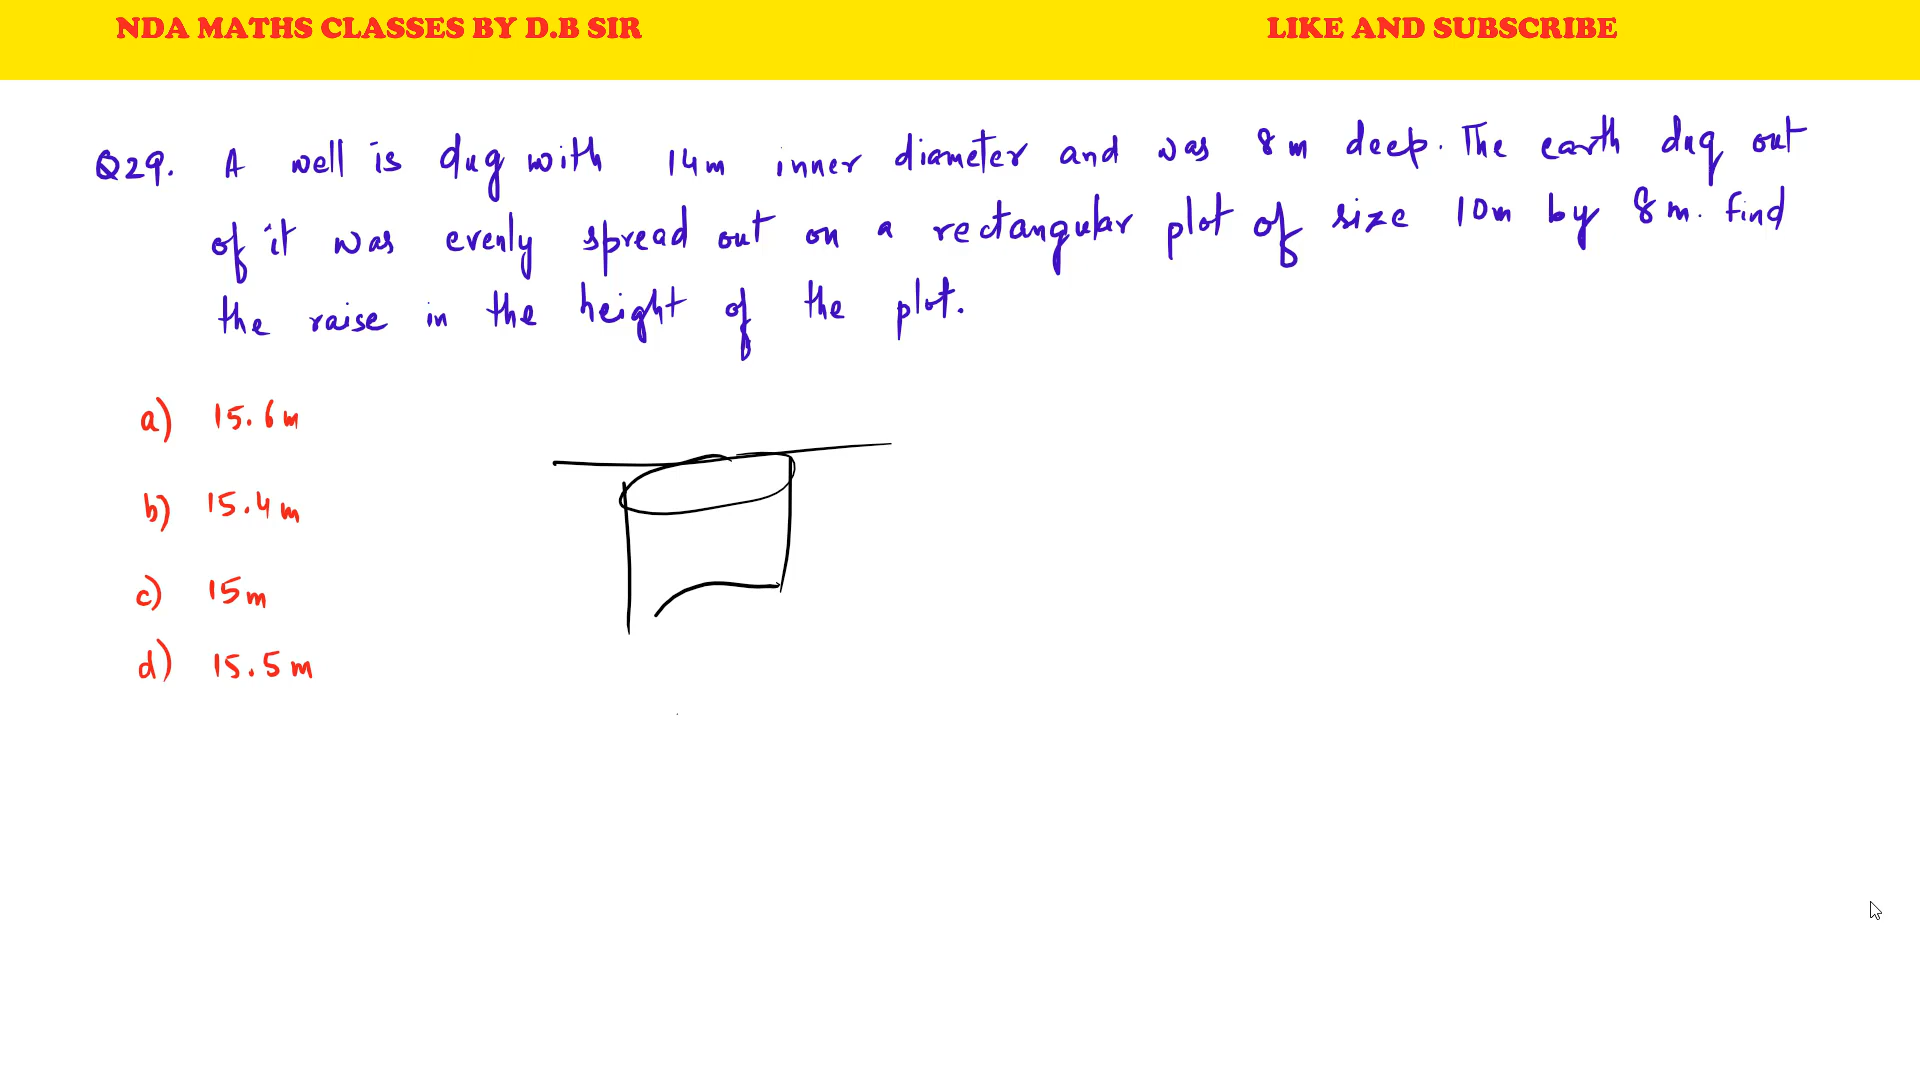 NDA MATHS CLASSES BY D.B SIR
LIKE AND SUBSCRIBE
Q29. A well is dug with 14m inner diameter and was 8m deep. The earth dug out
of it was evenly spread out on a rectangular plot of size 10m by 8m. find
the raise in the height of the plot.
a) 15.6m
b) 15.4m
c) 15m
d) 15.5m